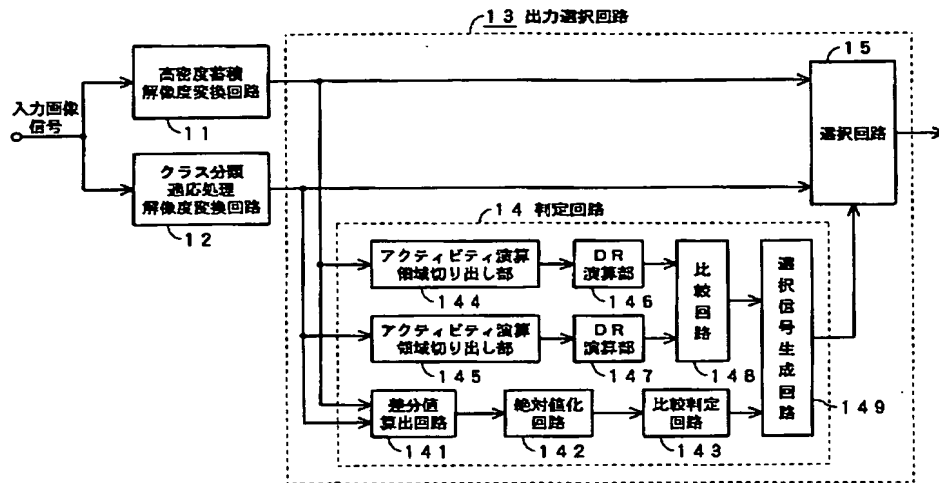 13 出力選択回路
入力画像
信号
高密度蓄積
解像度変換回路
11
クラス分類
適応処理
解像度変換回路
12
15
選択回路
14 判定回路
アクティビティ演算
領域切り出し部
144
DR
演算部
146
アクティビティ演算
領域切り出し部
145
DR
演算部
147
比較回路
148
差分値
算出回路
141
絶対値化
回路
142
比較判定
回路
143
選択信号生成回路
149